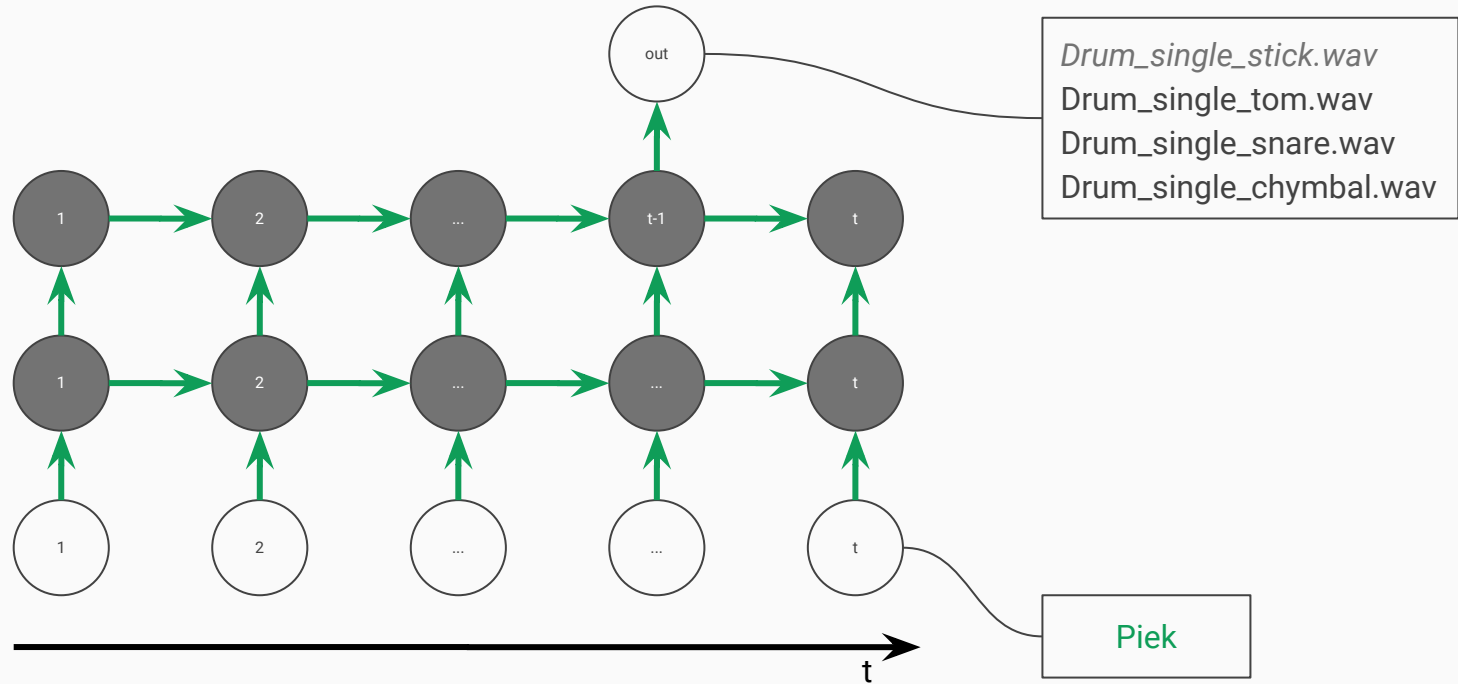 out
Drum_single_stick.wav
Drum_single_tom.wav
Drum_single_snare.wav
Drum_single_chymbal.wav
1 2 ... t-1 t
1 2 ... ... t
1 2 ... ... t
Piek
t